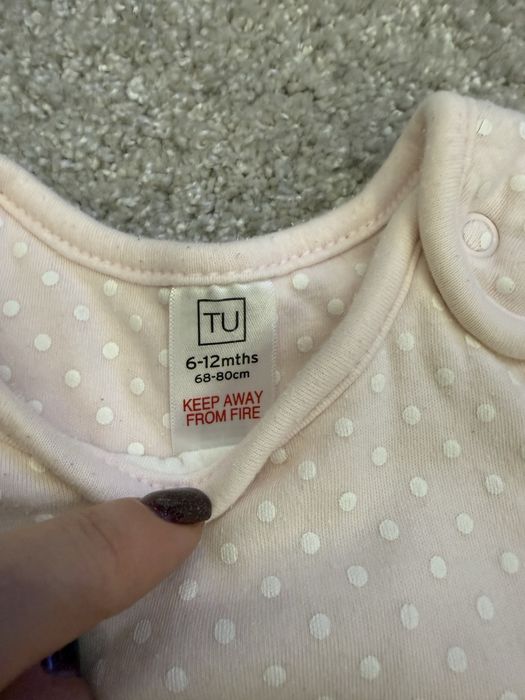 TU
6-12mths
68-80cm
KEEP AWAY
FROM FIRE